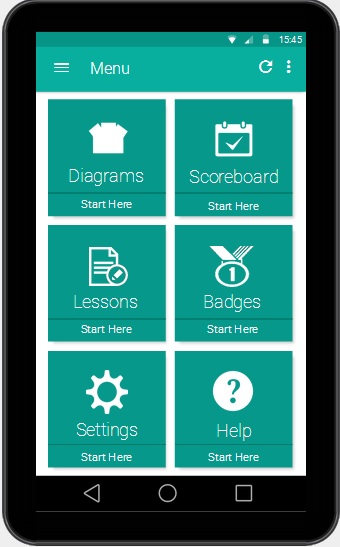 15:45
Menu
Diagrams
Scoreboard
Start Here
Start Here
Lessons
1
Badges
Start Here
Start Here
Settings
?
Help
Start Here
Start Here